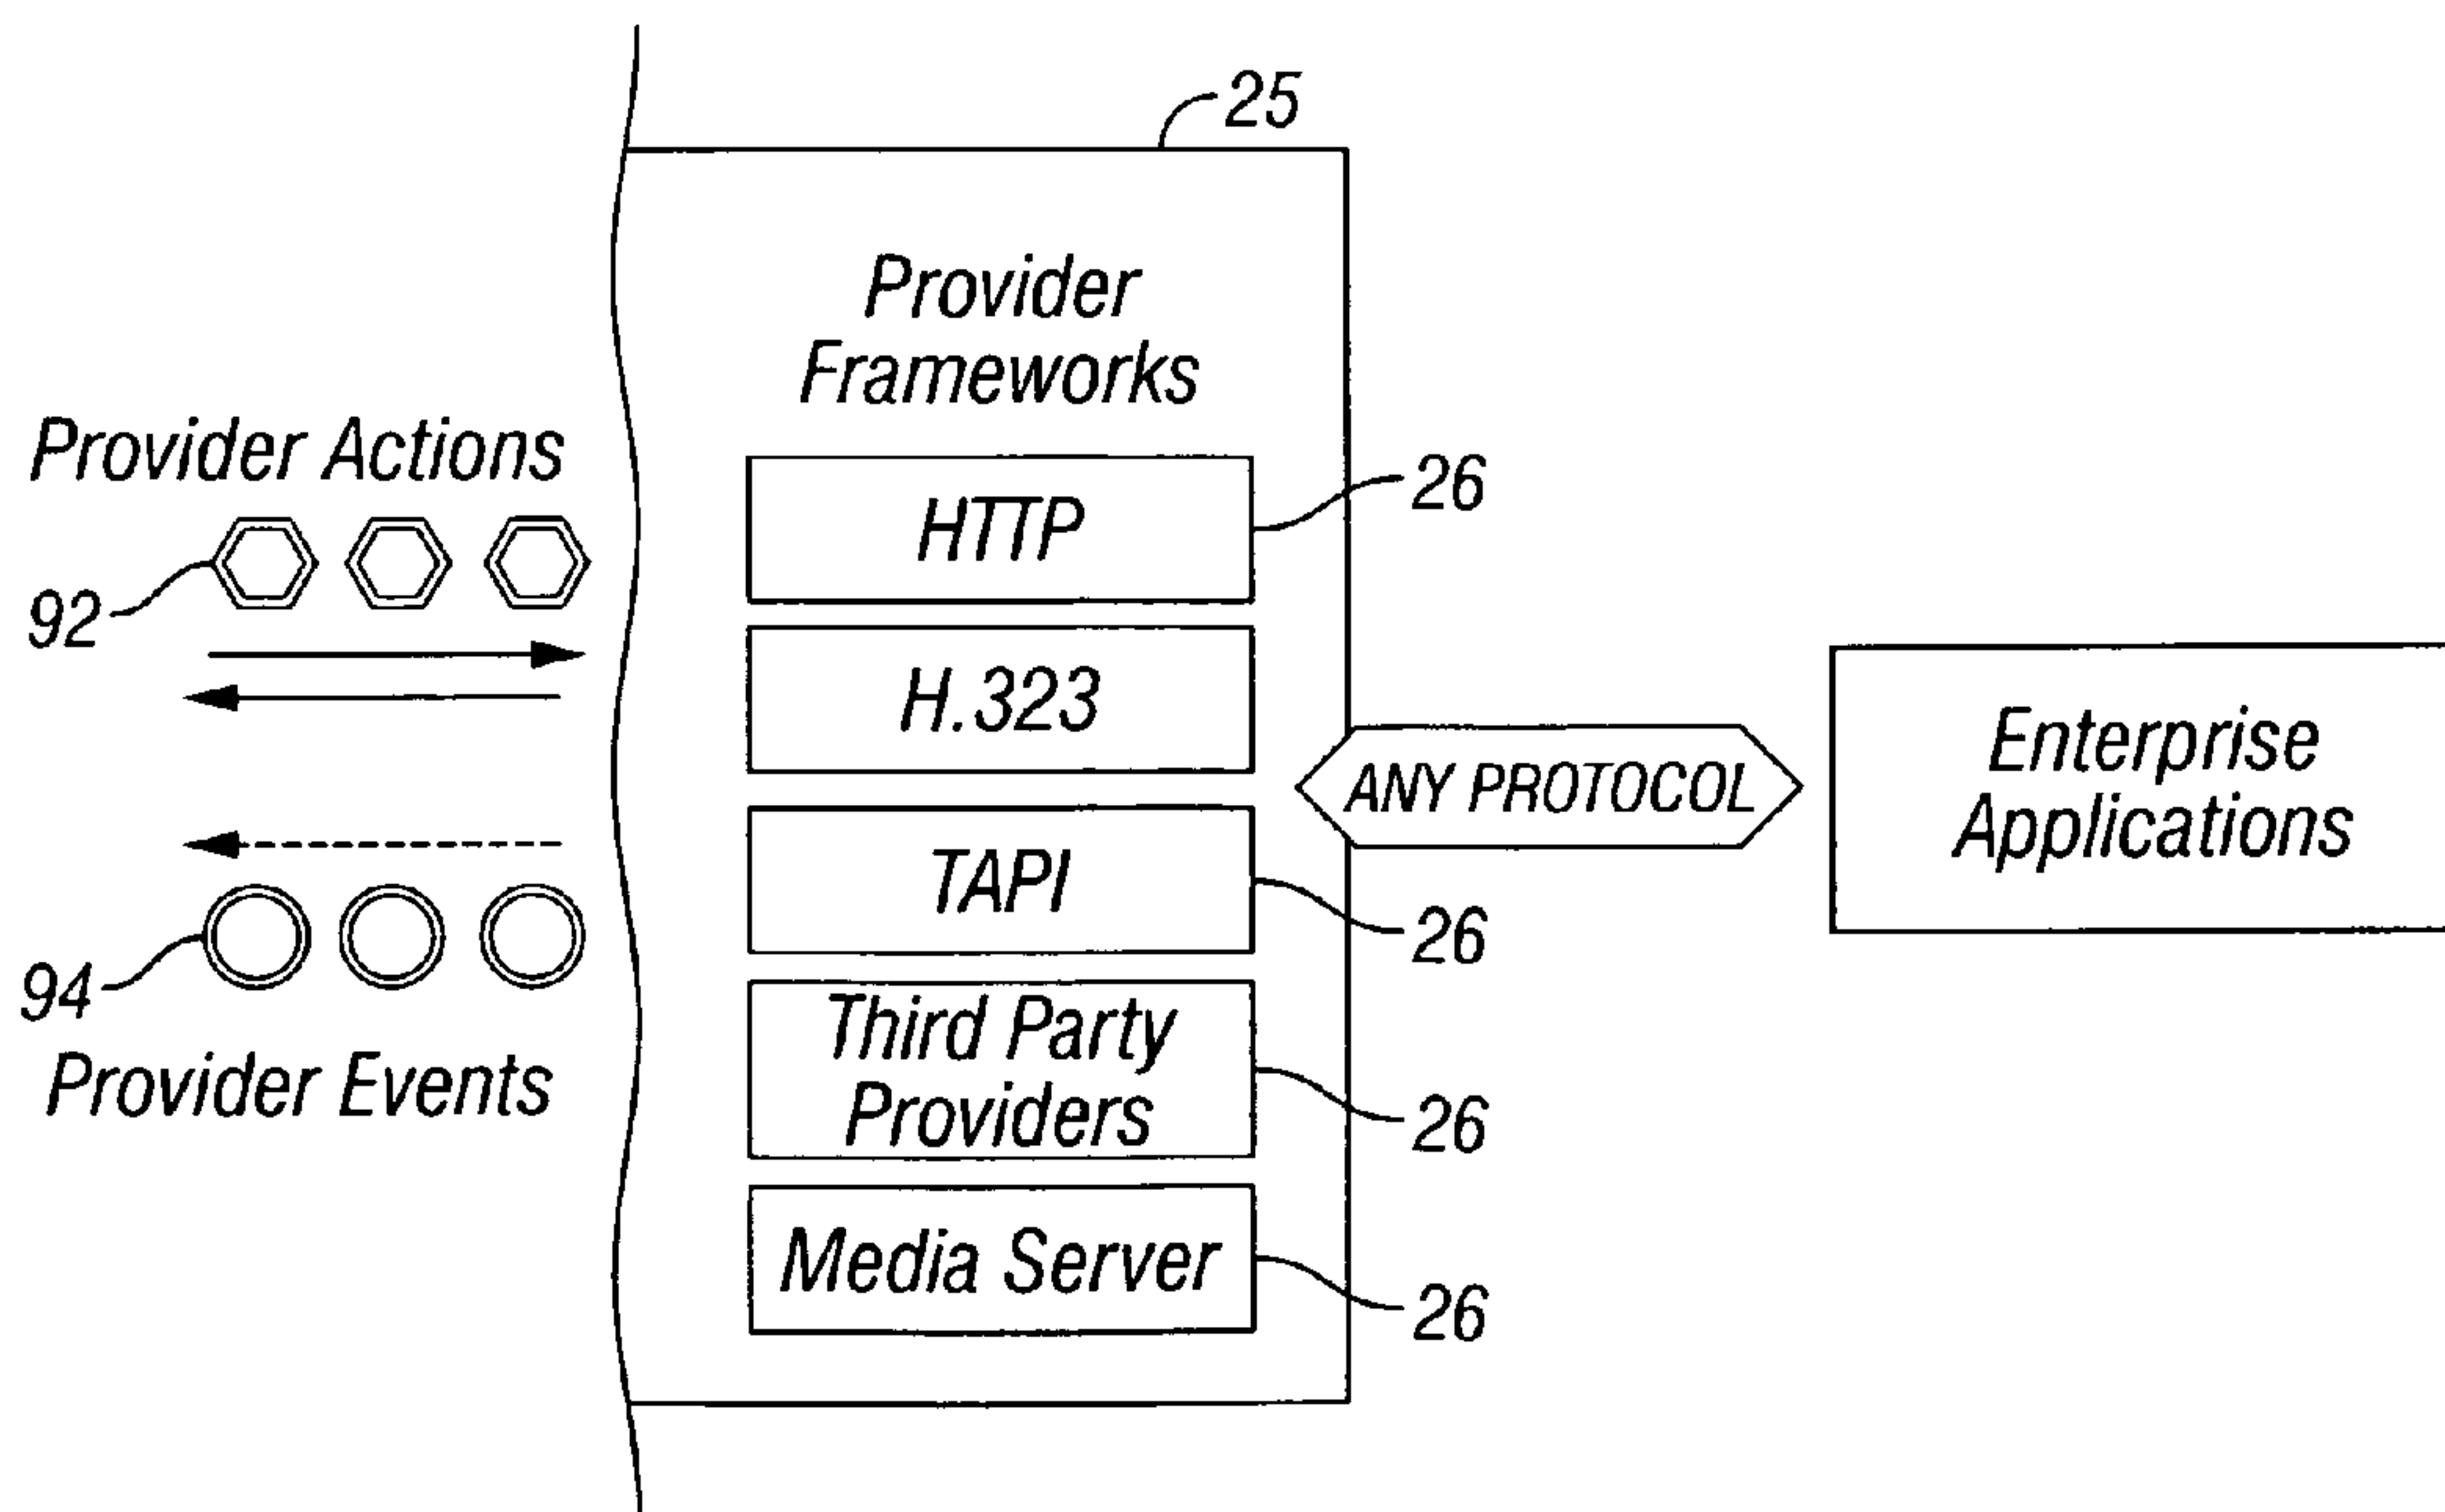 25
Provider
Frameworks
Provider Actions
HTTP
26
92
H.323
ANY PROTOCOL
Enterprise
Applications
TAPI
26
94
Third Party
Providers
26
Provider Events
Media Server
26